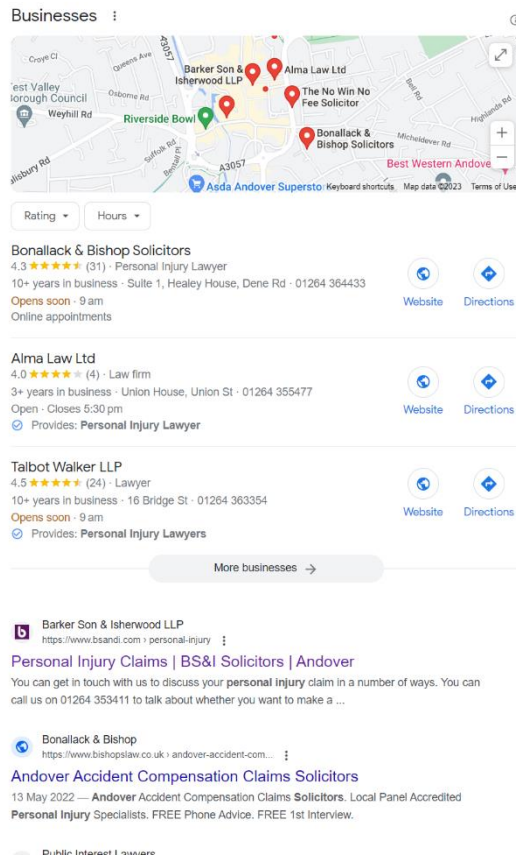 Businesses
Croye Cl
Queens Ave
A3057
Barker Son &
Isherwood LLP
Alma Law Ltd
Test Valley
Borough Council
Osborne Rd
The No Win No
Fee Solicitor
Bell Rd
Weyhill Rd
Riverside Bowl
Highlands Rd
Suffolk Rd
Bonallack &
Bishop Solicitors
Micheldever Rd
Salisbury Rd
Bentall Pl
A3057
Best Western Andove
Asda Andover Supersto
Keyboard shortcuts
Map data ©2023
Terms of Use
Rating
Hours
Bonallack & Bishop Solicitors
4.3 ★★★★★ (31) · Personal Injury Lawyer
10+ years in business · Suite 1, Healey House, Dene Rd · 01264 364433
Opens soon · 9 am
Online appointments
Website
Directions
Alma Law Ltd
4.0 ★★★★★ (4) · Law firm
3+ years in business · Union House, Union St · 01264 355477
Open · Closes 5:30 pm
Provides: Personal Injury Lawyer
Website
Directions
Talbot Walker LLP
4.5 ★★★★★ (24) · Lawyer
10+ years in business · 16 Bridge St · 01264 363354
Opens soon · 9 am
Provides: Personal Injury Lawyers
Website
Directions
More businesses →
b
Barker Son & Isherwood LLP
https://www.bsandi.com › personal-injury
Personal Injury Claims | BS&I Solicitors | Andover
You can get in touch with us to discuss your personal injury claim in a number of ways. You can
call us on 01264 353411 to talk about whether you want to make a ...
Bonallack & Bishop
https://www.bishopslaw.co.uk › andover-accident-com...
Andover Accident Compensation Claims Solicitors
13 May 2022 — Andover Accident Compensation Claims Solicitors. Local Panel Accredited
Personal Injury Specialists. FREE Phone Advice. FREE 1st Interview.
Public Interest Lawyers